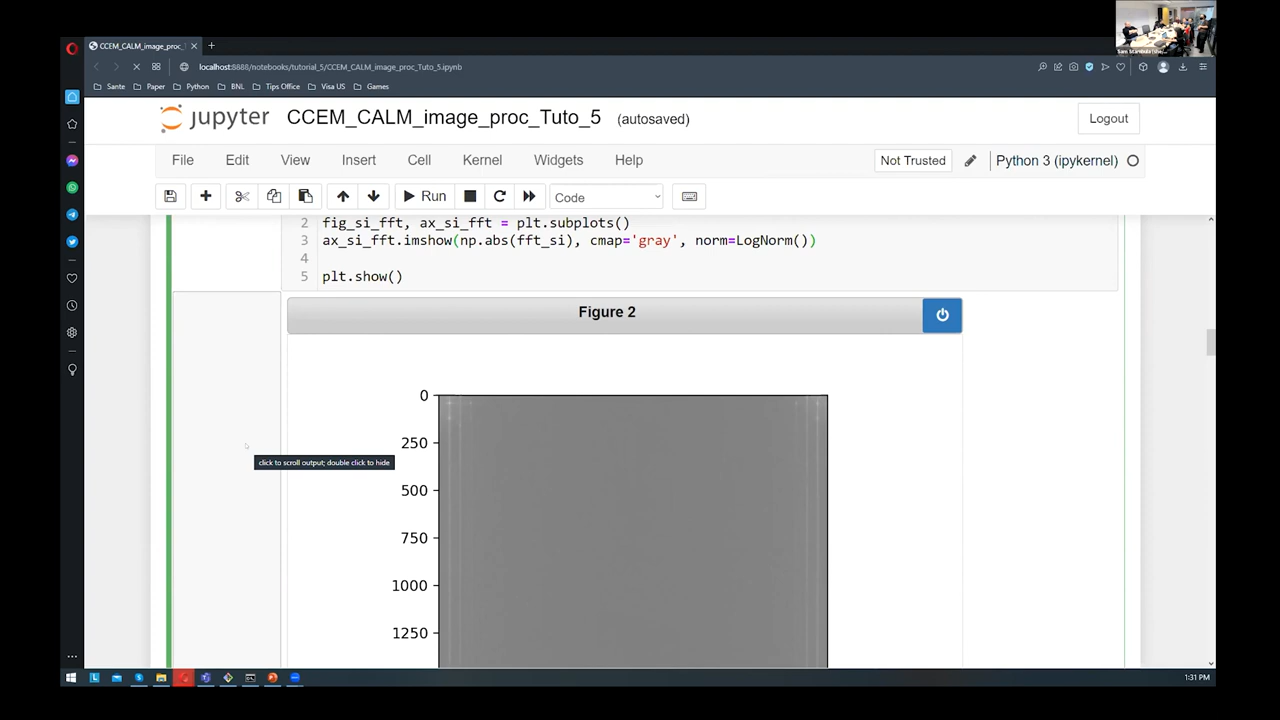 CCEM_CALM_image_proc_
localhost:8888/notebooks/tutorial_5/CCEM_CALM_image_proc_Tuto_5.ipynb
Sante Paper Python BNL Tips Office Visa US Games
jupyter CCEM_CALM_image_proc_Tuto_5 (autosaved) Logout
File Edit View Insert Cell Kernel Widgets Help Not Trusted Python 3 (ipykernel)
Run Code
2 fig_si_fft, ax_si_fft = plt.subplots()
3 ax_si_fft.imshow(np.abs(fft_si), cmap='gray', norm=LogNorm())
4
5 plt.show()
Figure 2
0
250
click to scroll output; double click to hide
500
750
1000
1250
1:31 PM